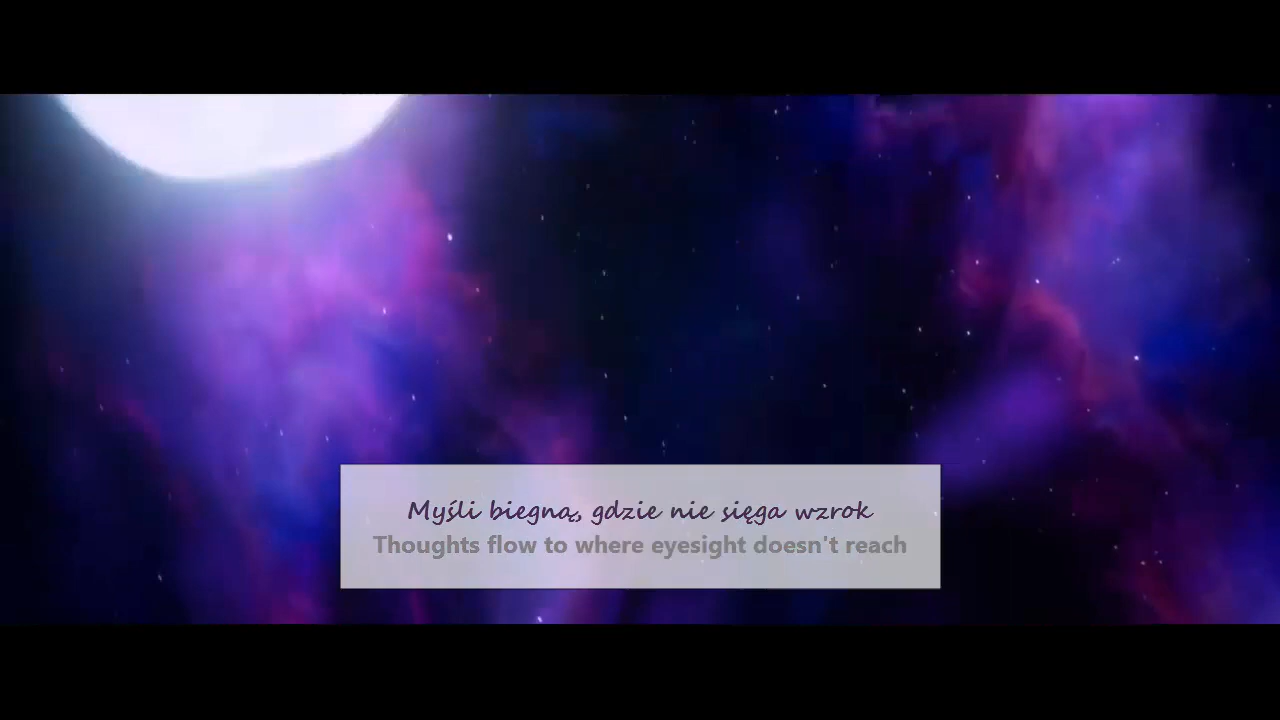 Myśli biegną, gdzie nie sięga wzrok
Thoughts flow to where eyesight doesn't reach